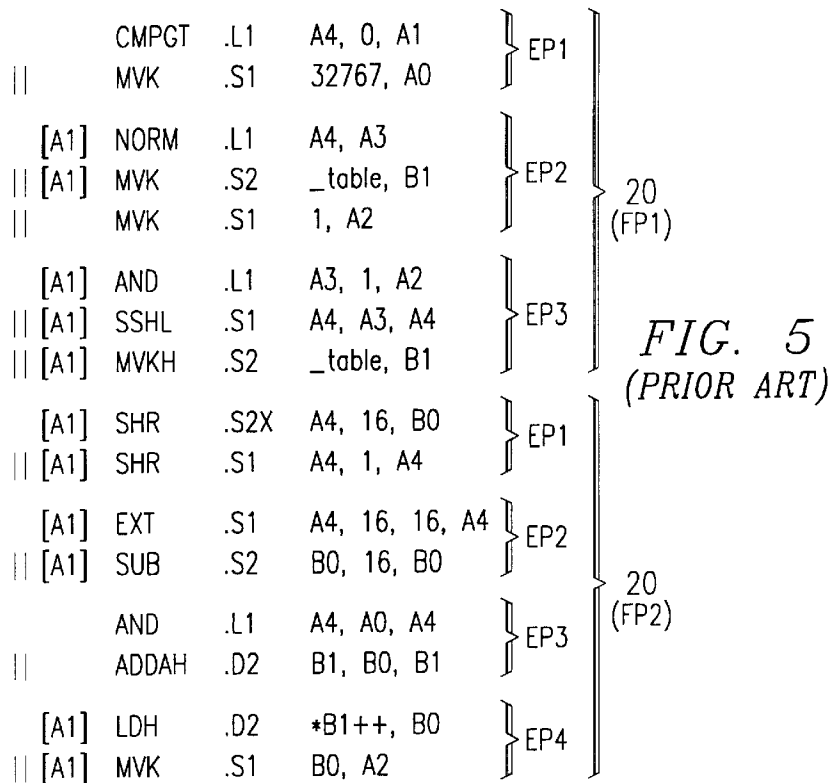 CMPGT .L1 A4, 0, A1
|| MVK .S1 32767, A0
EP1
[A1] NORM .L1 A4, A3
|| [A1] MVK .S2 _table, B1
|| MVK .S1 1, A2
EP2
[A1] AND .L1 A3, 1, A2
|| [A1] SSHL .S1 A4, A3, A4
|| [A1] MVKH .S2 _table, B1
EP3
20
(FP1)
FIG. 5
(PRIOR ART)
[A1] SHR .S2X A4, 16, B0
|| [A1] SHR .S1 A4, 1, A4
EP1
[A1] EXT .S1 A4, 16, 16, A4
|| [A1] SUB .S2 B0, 16, B0
EP2
AND .L1 A4, A0, A4
|| ADDAH .D2 B1, B0, B1
EP3
[A1] LDH .D2 *B1++, B0
|| [A1] MVK .S1 B0, A2
EP4
20
(FP2)